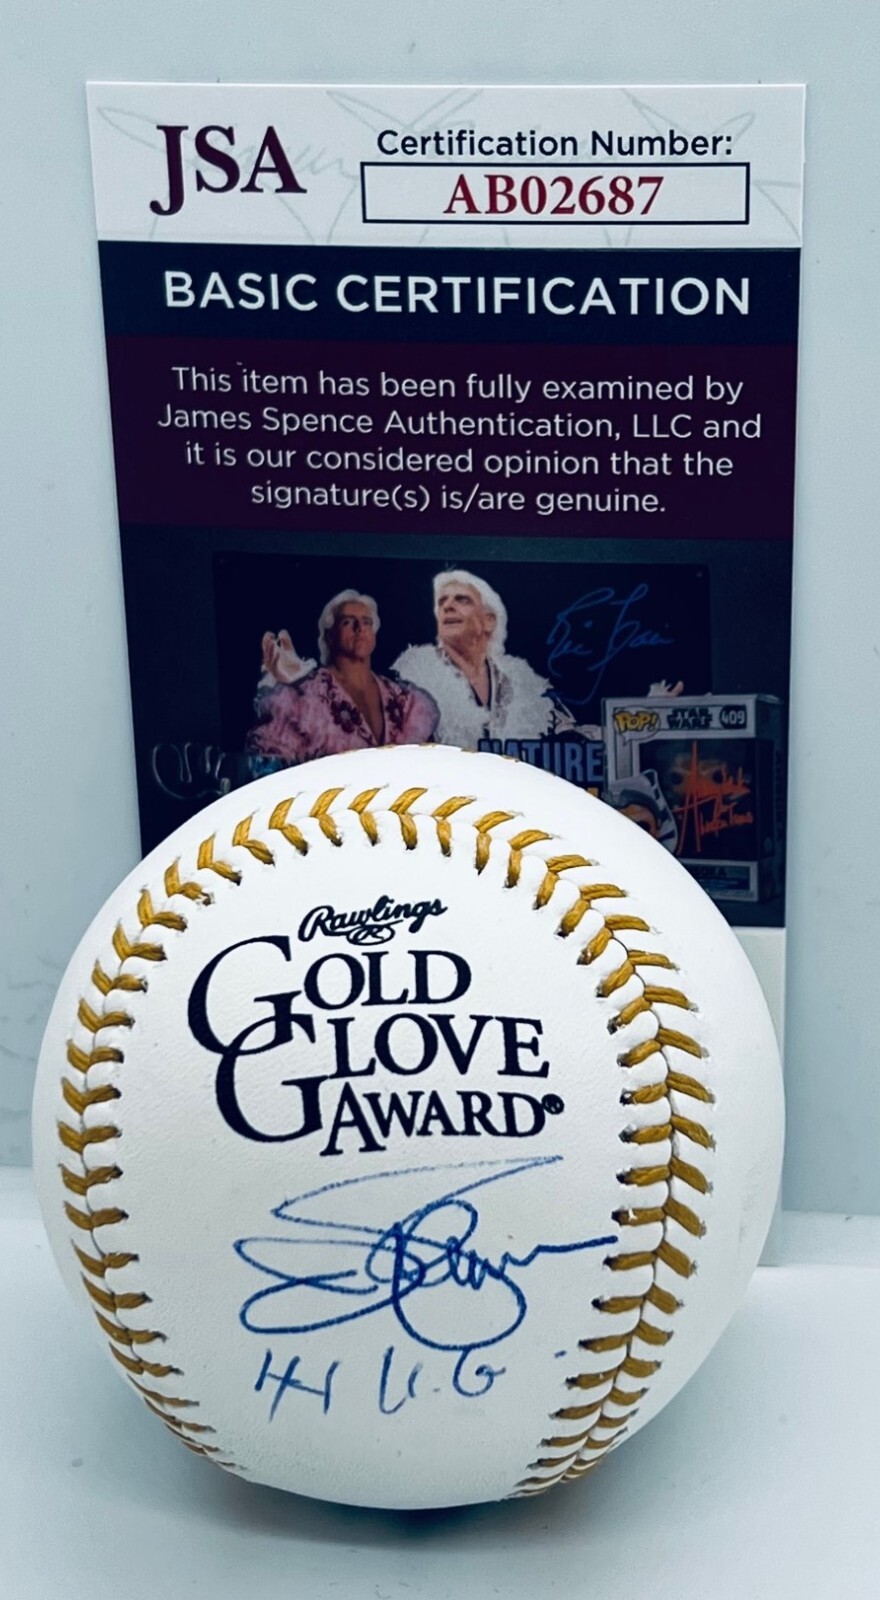 JSA
Certification Number:
AB02687
BASIC CERTIFICATION
This item has been fully examined by
James Spence Authentication, LLC and
it is our considered opinion that the
signature(s) is/are genuine.
Ric Flair
POP!
STAR
WARS
409
NATURE
Rawlings
R
GOLD
GLOVE
AWARD®